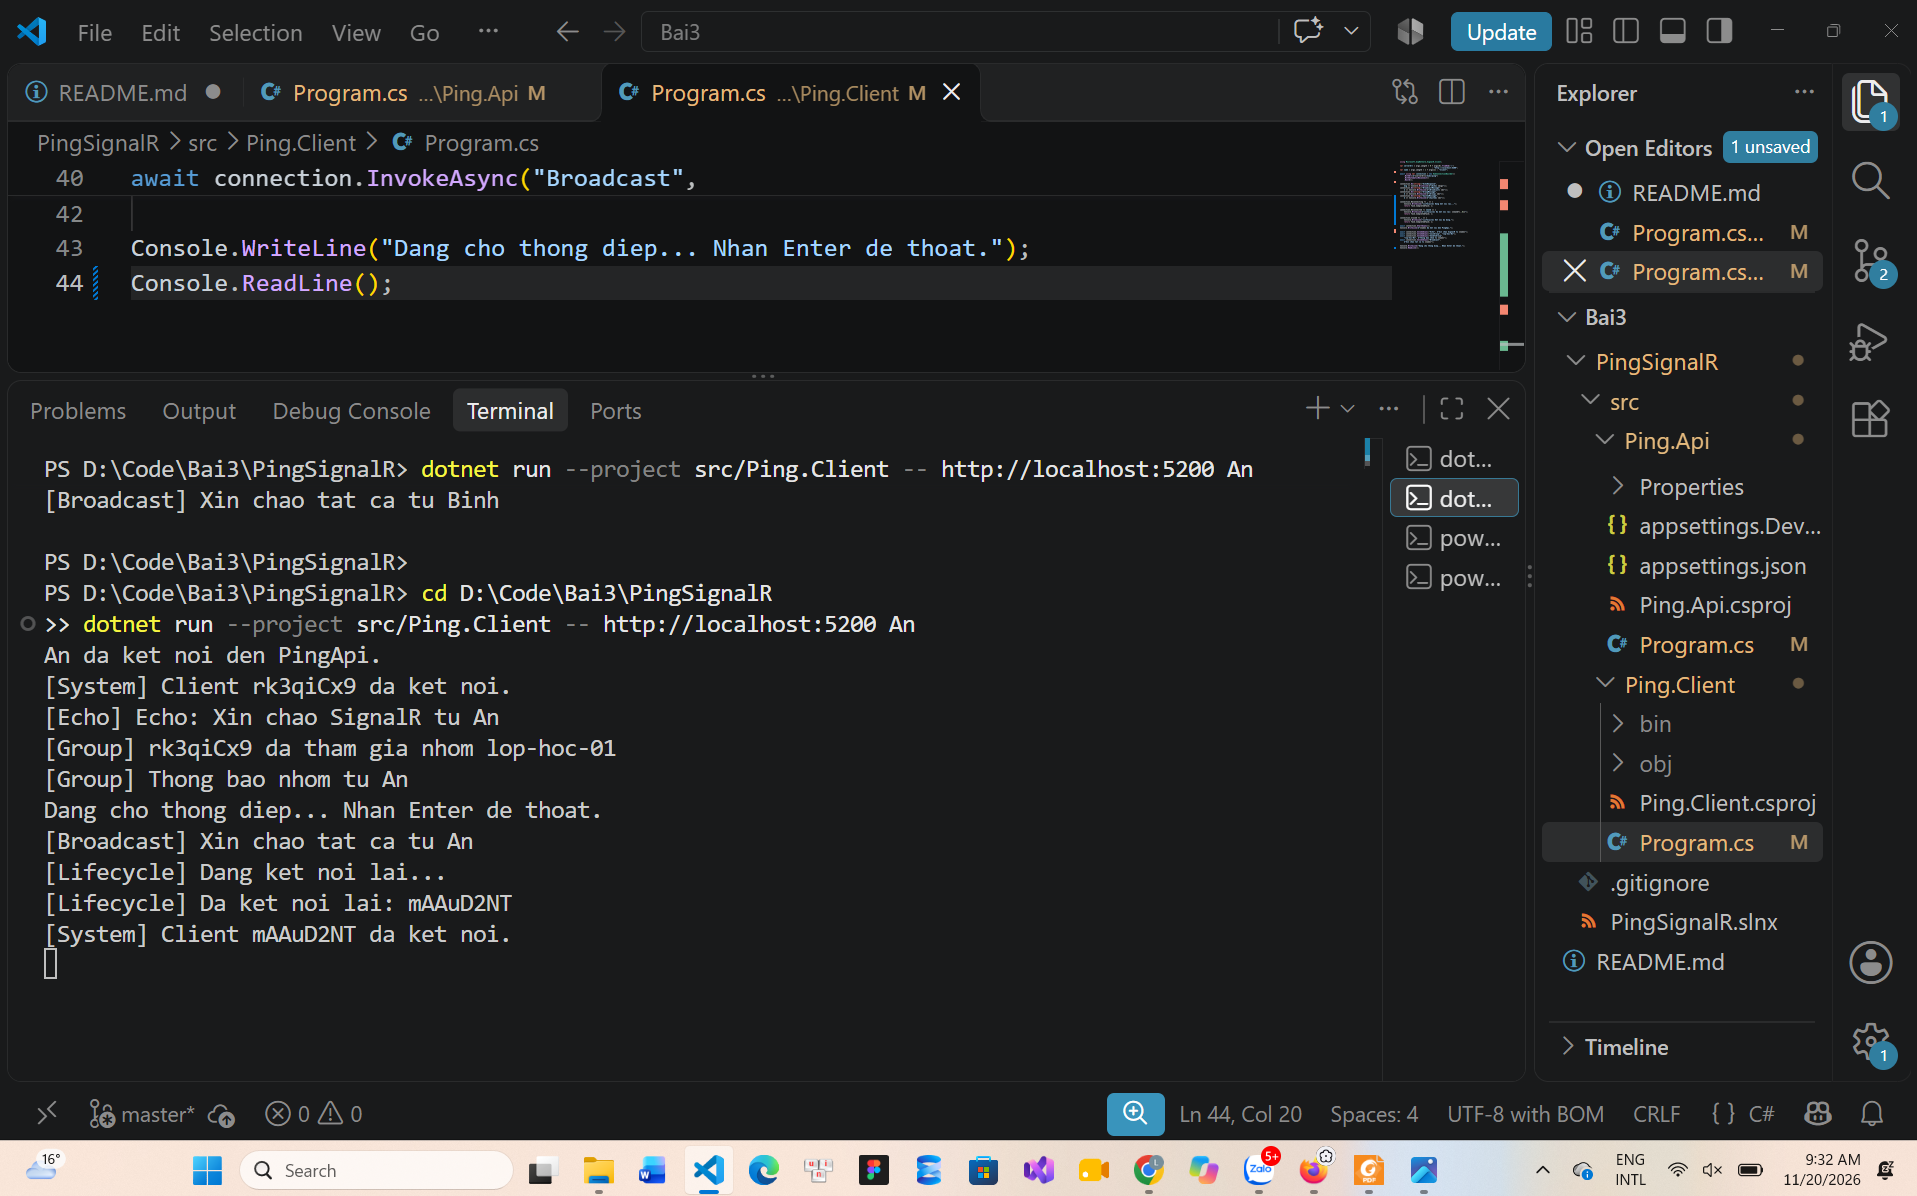 File Edit Selection View Go ··· Bai3 Update
README.md Program.cs ...\Ping.Api M Program.cs ...\Ping.Client M
PingSignalR > src > Ping.Client > Program.cs
40 await connection.InvokeAsync("Broadcast",
42
43 Console.WriteLine("Dang cho thong diep... Nhan Enter de thoat.");
44 Console.ReadLine();
Problems Output Debug Console Terminal Ports
PS D:\Code\Bai3\PingSignalR> dotnet run --project src/Ping.Client -- http://localhost:5200 An
[Broadcast] Xin chao tat ca tu Binh
PS D:\Code\Bai3\PingSignalR>
PS D:\Code\Bai3\PingSignalR> cd D:\Code\Bai3\PingSignalR
>> dotnet run --project src/Ping.Client -- http://localhost:5200 An
An da ket noi den PingApi.
[System] Client rk3qiCx9 da ket noi.
[Echo] Echo: Xin chao SignalR tu An
[Group] rk3qiCx9 da tham gia nhom lop-hoc-01
[Group] Thong bao nhom tu An
Dang cho thong diep... Nhan Enter de thoat.
[Broadcast] Xin chao tat ca tu An
[Lifecycle] Dang ket noi lai...
[Lifecycle] Da ket noi lai: mAAuD2NT
[System] Client mAAuD2NT da ket noi.
dot...
dot...
pow...
pow...
Explorer
Open Editors 1 unsaved
README.md
Program.cs... M
Program.cs... M
Bai3
PingSignalR
src
Ping.Api
Properties
{} appsettings.Dev...
{} appsettings.json
Ping.Api.csproj
Program.cs M
Ping.Client
bin
obj
Ping.Client.csproj
Program.cs M
.gitignore
PingSignalR.slnx
README.md
Timeline
1
2
1
master* 0 0 Ln 44, Col 20 Spaces: 4 UTF-8 with BOM CRLF {} C#
16° Search Zalo 5+ ENG INTL 9:32 AM
11/20/2026